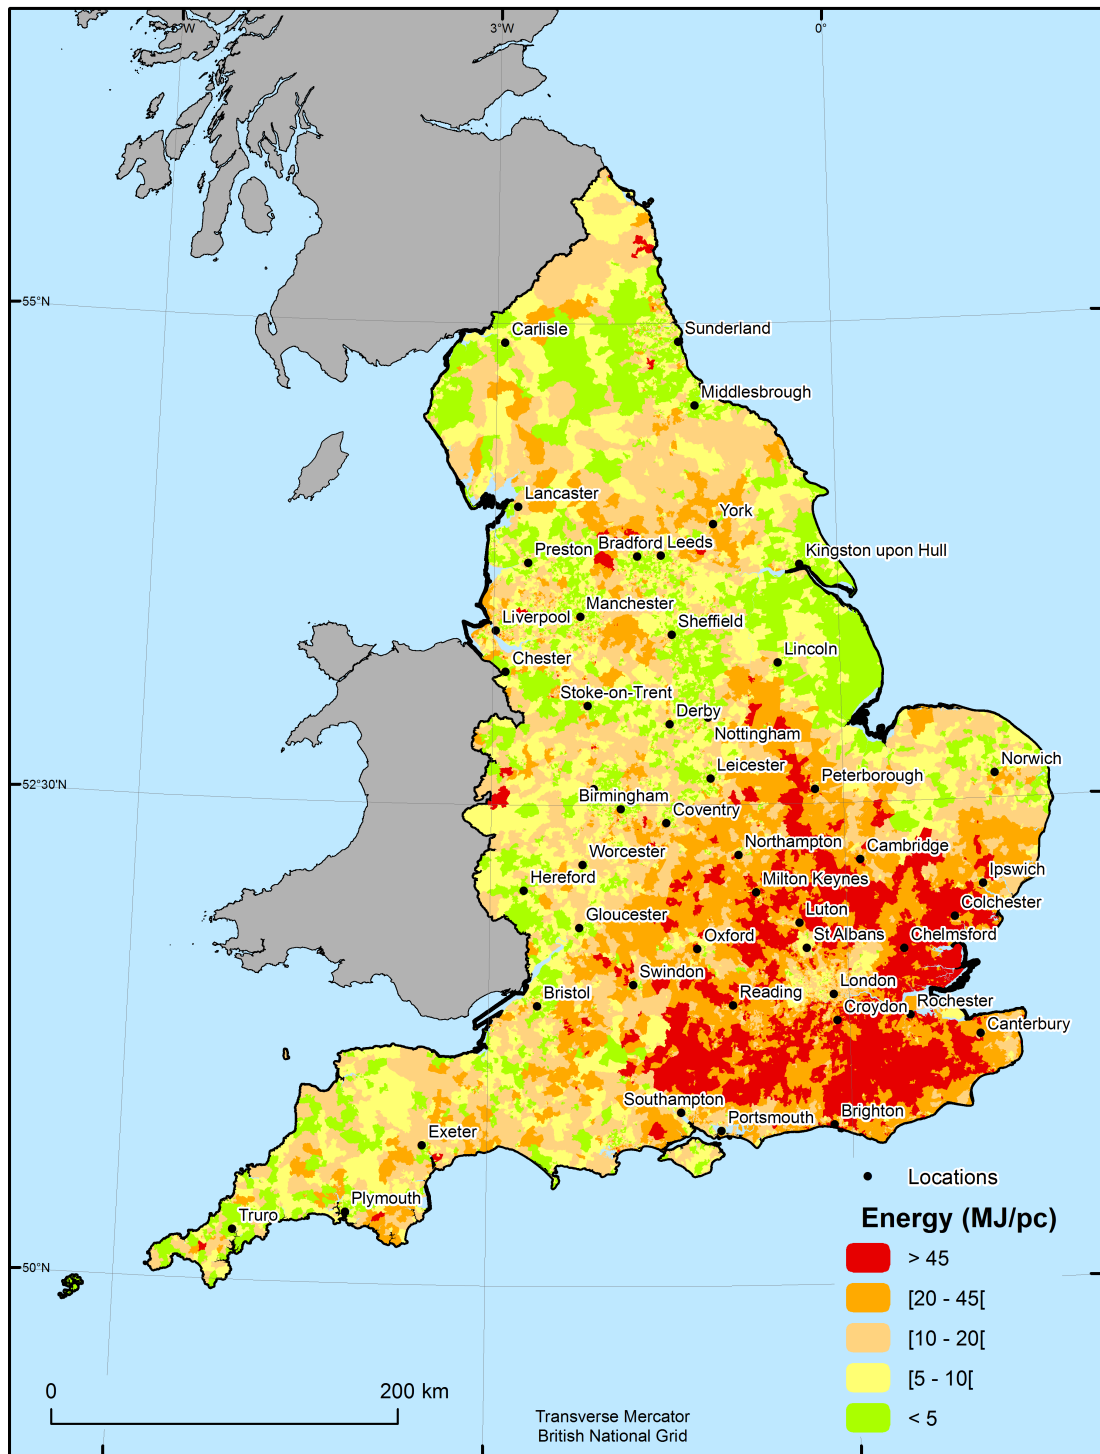 °W
3°W
0°
55°N
Carlisle
Sunderland
Middlesbrough
Lancaster
York
Preston
Bradford
Leeds
Kingston upon Hull
Manchester
Liverpool
Sheffield
Chester
Lincoln
Stoke-on-Trent
Derby
Nottingham
Leicester
Norwich
52°30'N
Peterborough
Birmingham
Coventry
Northampton
Cambridge
Worcester
Ipswich
Hereford
Milton Keynes
Colchester
Gloucester
Luton
Oxford
St Albans
Chelmsford
Swindon
London
Bristol
Reading
Croydon
Rochester
Canterbury
Southampton
Portsmouth
Brighton
Exeter
Plymouth
Truro
50°N
Locations
Energy (MJ/pc)
> 45
[20 - 45[
[10 - 20[
[5 - 10[
< 5
0
200 km
Transverse Mercator
British National Grid